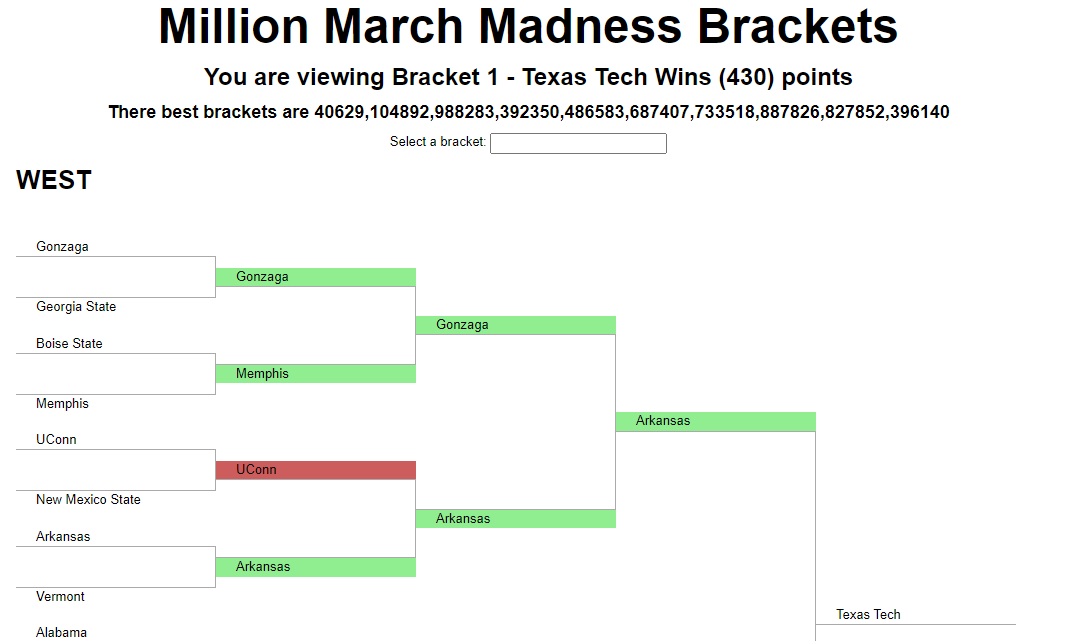 Million March Madness Brackets
You are viewing Bracket 1 - Texas Tech Wins (430) points
There best brackets are 40629,104892,988283,392350,486583,687407,733518,887826,827852,396140
Select a bracket:
WEST
Gonzaga
Gonzaga
Georgia State
Gonzaga
Boise State
Memphis
Memphis
Arkansas
UConn
UConn
New Mexico State
Arkansas
Arkansas
Arkansas
Vermont
Texas Tech
Alabama